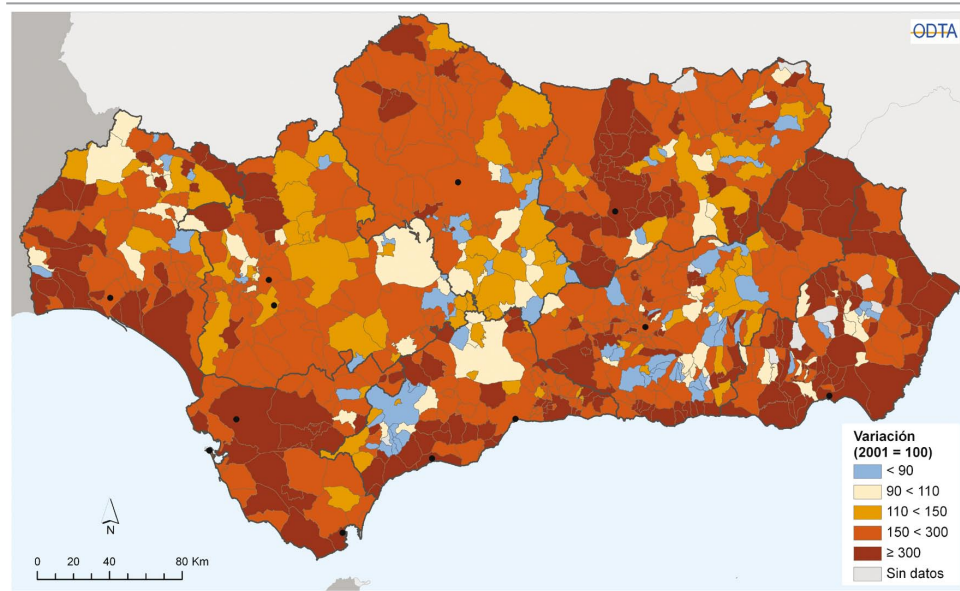 ODTA
Variación
(2001 = 100)
< 90
90 < 110
110 < 150
150 < 300
≥ 300
Sin datos
N
0 20 40 80 Km